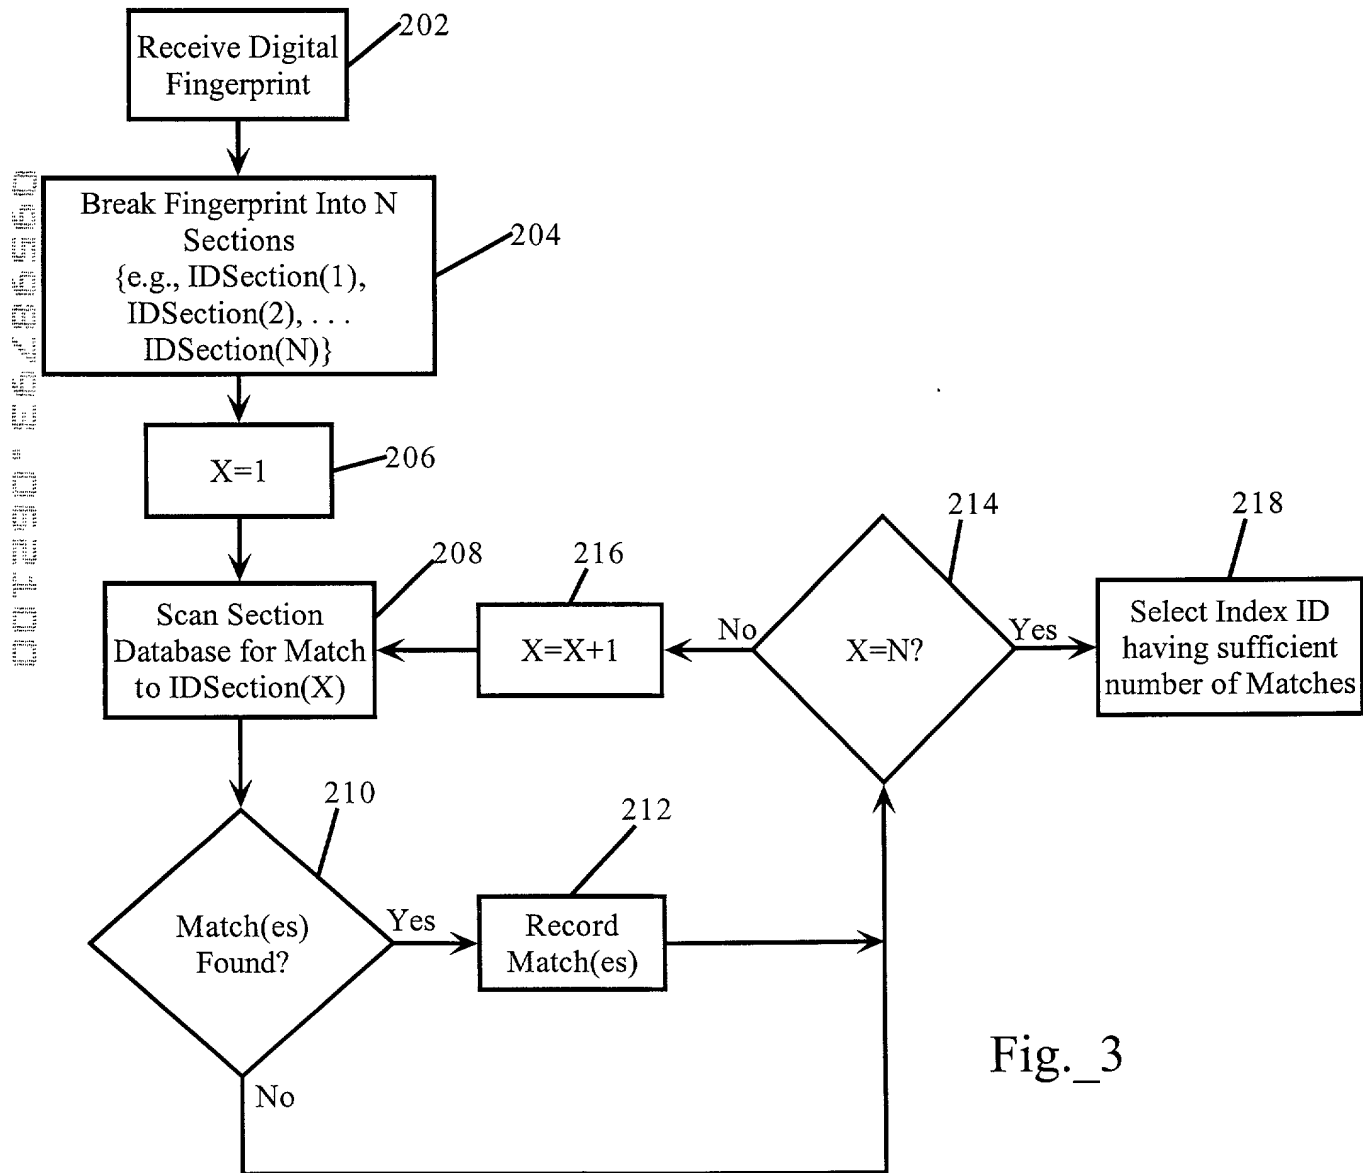 Receive Digital
Fingerprint
202
Break Fingerprint Into N
Sections
{e.g., IDSection(1),
IDSection(2), . . .
IDSection(N)}
204
X=1
206
Scan Section
Database for Match
to IDSection(X)
208
X=X+1
216
No
X=N?
214
Yes
Select Index ID
having sufficient
number of Matches
218
Match(es)
Found?
210
Yes
Record
Match(es)
212
No
Fig._3